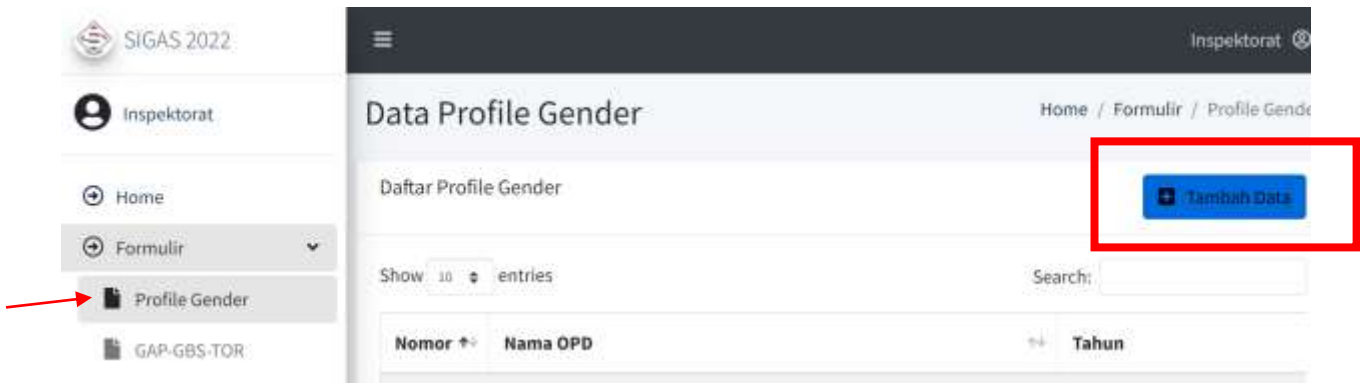 SIGAS 2022
Inspektorat
Inspektorat
Data Profile Gender
Home / Formulir / Profile Gende
Home
Daftar Profile Gender
Tambah Data
Formulir
Show 10 entries
Search:
Profile Gender
GAP-GBS-TOR
Nomor
Nama OPD
Tahun